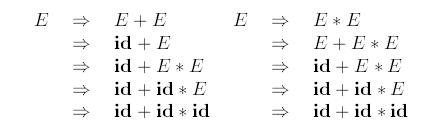 E ⇒ E + E E ⇒ E ∗ E
⇒ id + E ⇒ E + E ∗ E
⇒ id + E ∗ E ⇒ id + E ∗ E
⇒ id + id ∗ E ⇒ id + id ∗ E
⇒ id + id ∗ id ⇒ id + id ∗ id